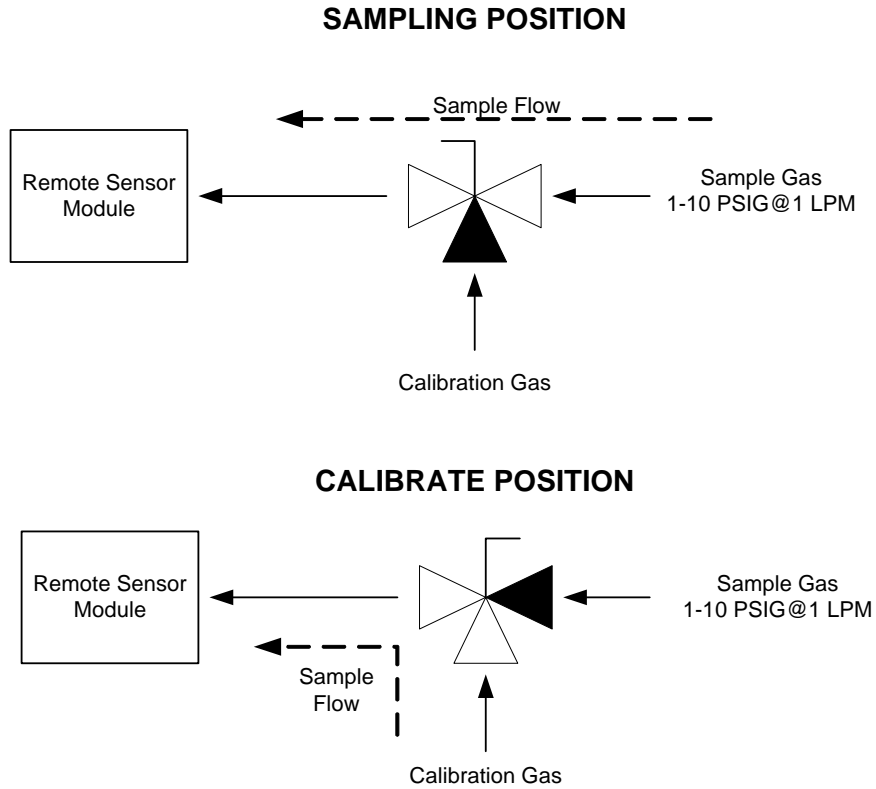 SAMPLING POSITION
Sample Flow
Remote Sensor
Module
Sample Gas
1-10 PSIG@1 LPM
Calibration Gas
CALIBRATE POSITION
Remote Sensor
Module
Sample Gas
1-10 PSIG@1 LPM
Sample
Flow
Calibration Gas